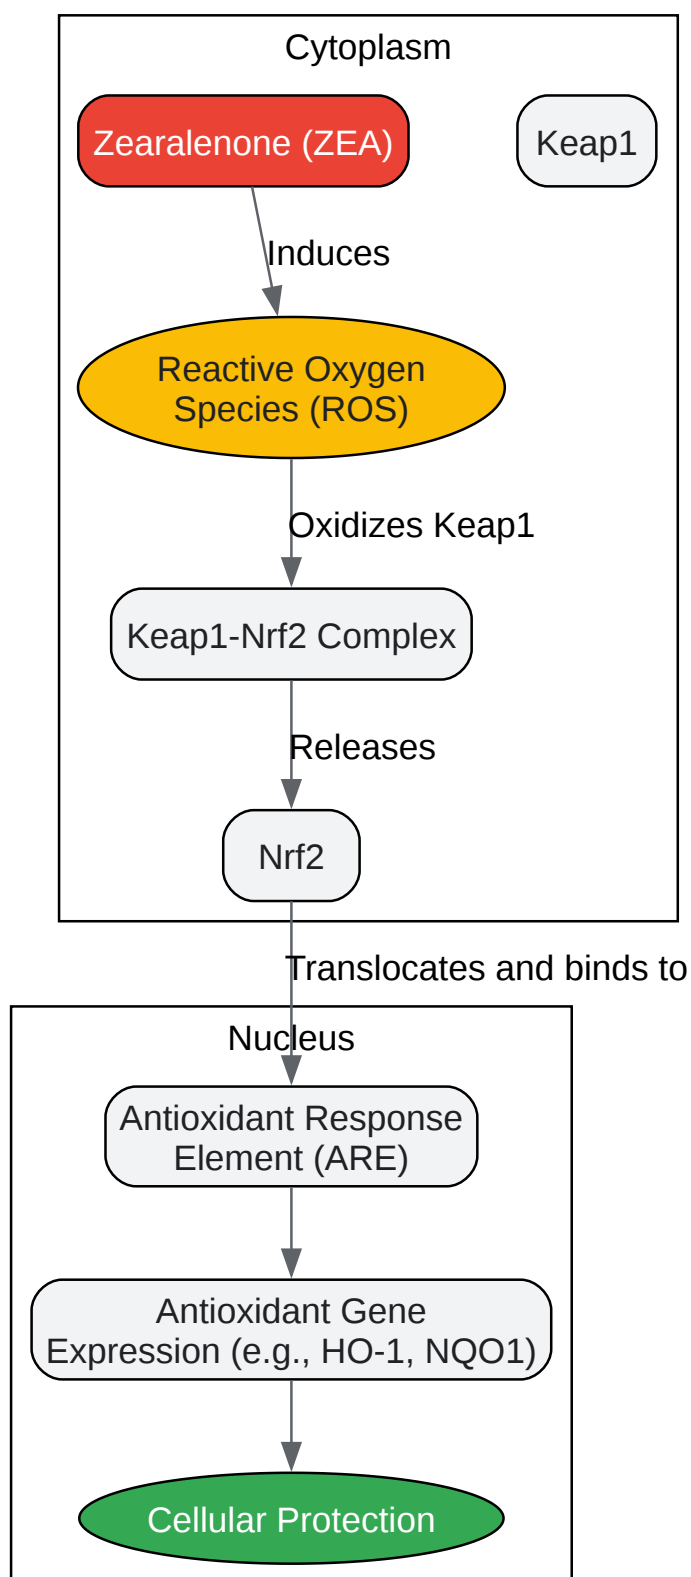 Cytoplasm
Zearalenone (ZEA)
Keap1
Induces
Reactive Oxygen
Species (ROS)
Oxidizes Keap1
Keap1-Nrf2 Complex
Releases
Nrf2
Translocates and binds to
Nucleus
Antioxidant Response
Element (ARE)
Antioxidant Gene
Expression (e.g., HO-1, NQO1)
Cellular Protection